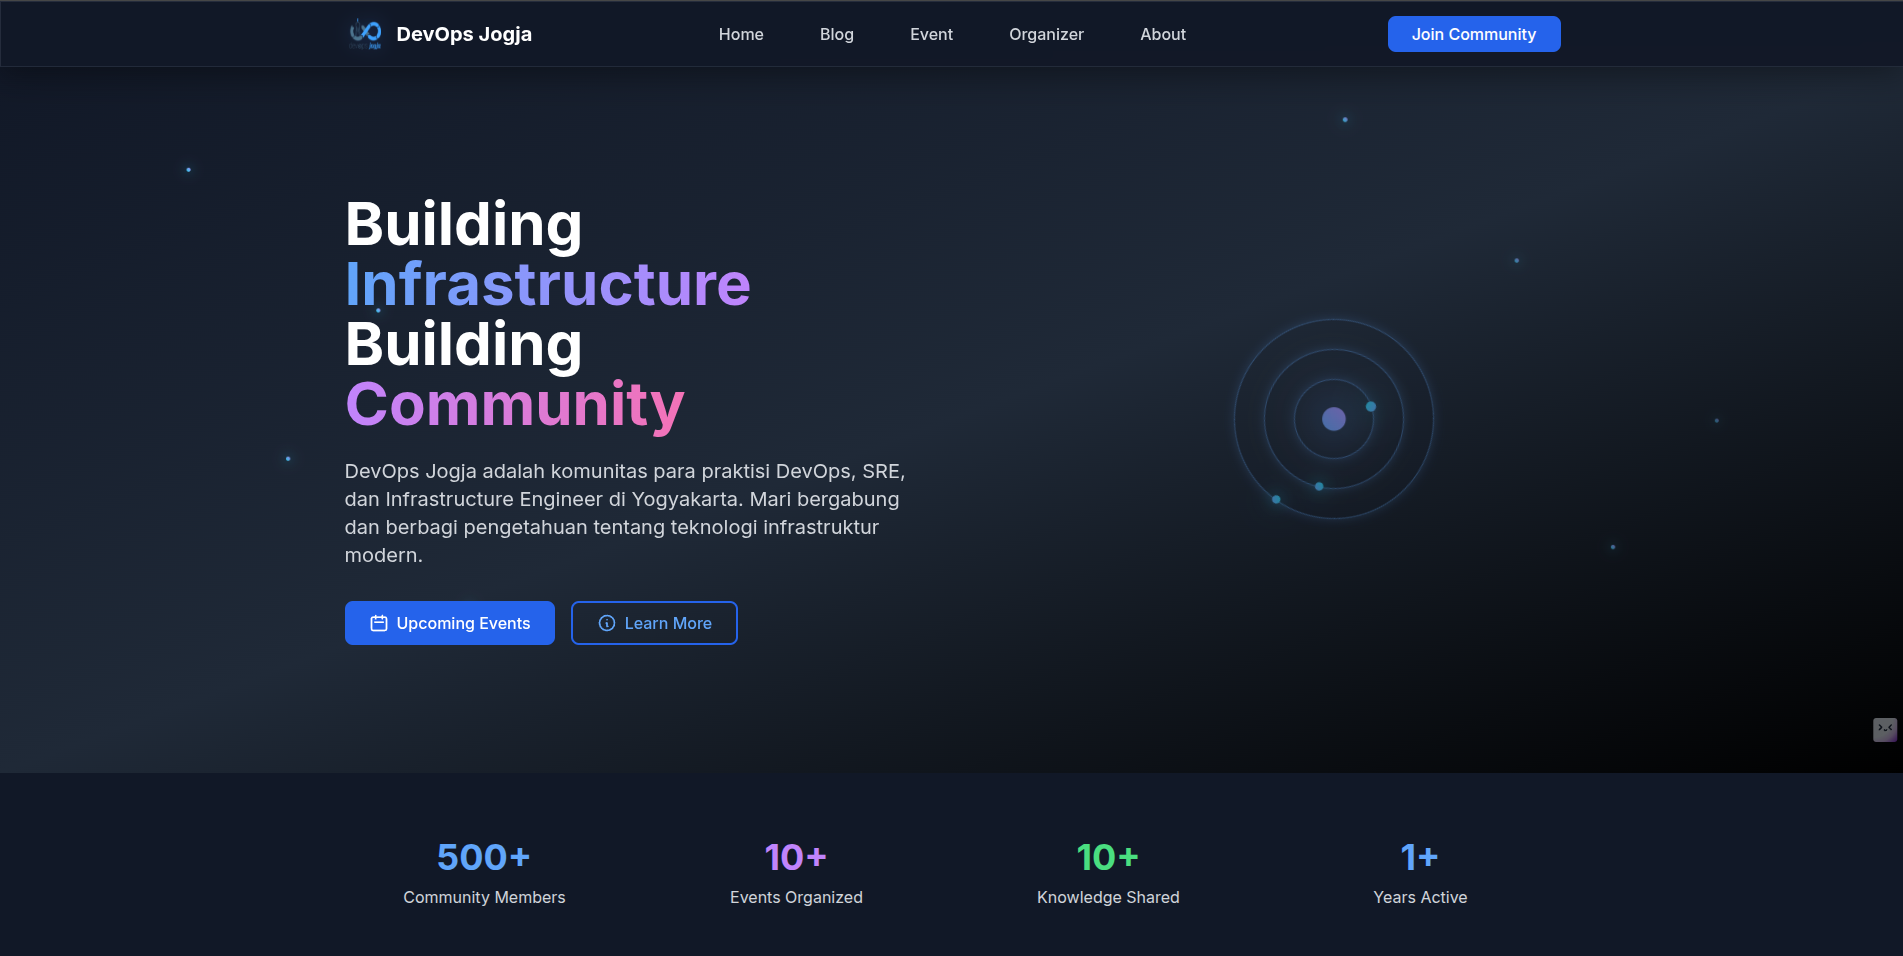 DevOps Jogja
Home
Blog
Event
Organizer
About
Join Community
Building
Infrastructure
Building
Community
DevOps Jogja adalah komunitas para praktisi DevOps, SRE,
dan Infrastructure Engineer di Yogyakarta. Mari bergabung
dan berbagi pengetahuan tentang teknologi infrastruktur
modern.
Upcoming Events
Learn More
500+
Community Members
10+
Events Organized
10+
Knowledge Shared
1+
Years Active